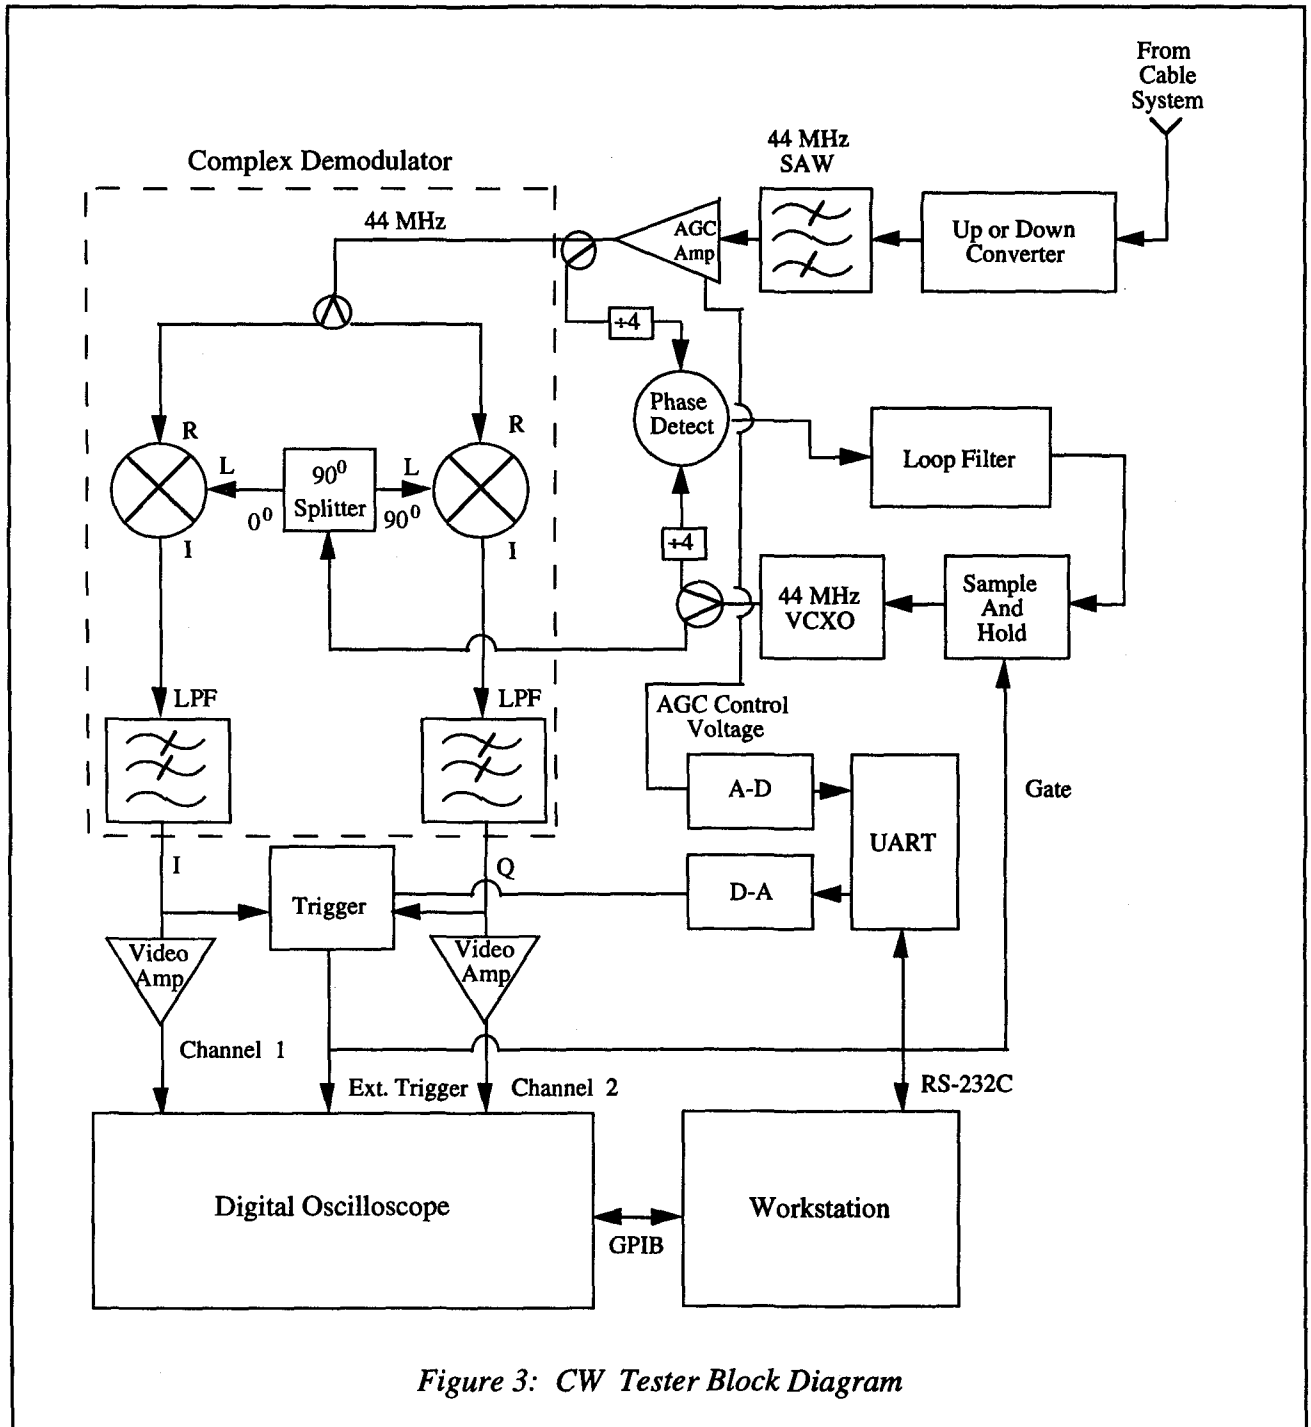 From
Cable
System
44 MHz
SAW
Complex Demodulator
44 MHz
AGC
Amp
Up or Down
Converter
÷4
Phase
Detect
R
R
Loop Filter
L
90⁰
Splitter
L
0⁰
90⁰
I
I
÷4
44 MHz
VCXO
Sample
And
Hold
LPF
LPF
AGC Control
Voltage
A-D
Gate
UART
I
Q
Trigger
D-A
Video
Amp
Video
Amp
Channel 1
Ext. Trigger
Channel 2
RS-232C
Digital Oscilloscope
GPIB
Workstation
Figure 3: CW Tester Block Diagram